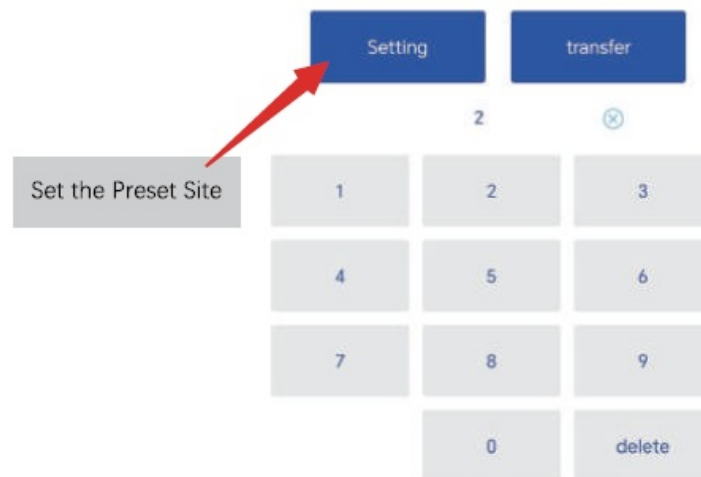 Setting transfer
2
Set the Preset Site
1 2 3
4 5 6
7 8 9
0 delete